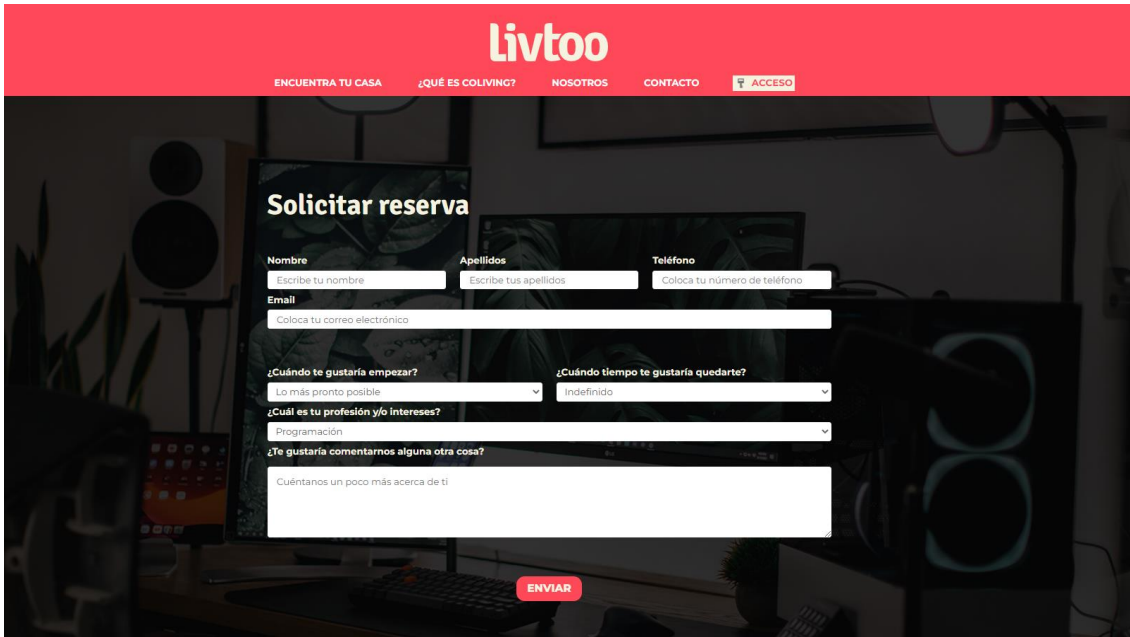 livtoo
ENCUENTRA TU CASA ¿QUÉ ES COLIVING? NOSOTROS CONTACTO ACCESO
Solicitar reserva
Nombre Apellidos Teléfono
Escribe tu nombre Escribe tus apellidos Coloca tu número de teléfono
Email
Coloca tu correo electrónico
¿Cuándo te gustaría empezar? ¿Cuándo tiempo te gustaría quedarte?
Lo más pronto posible Indefinido
¿Cuál es tu profesión y/o intereses?
Programación
¿Te gustaría comentarnos alguna otra cosa?
Cuéntanos un poco más acerca de ti
ENVIAR